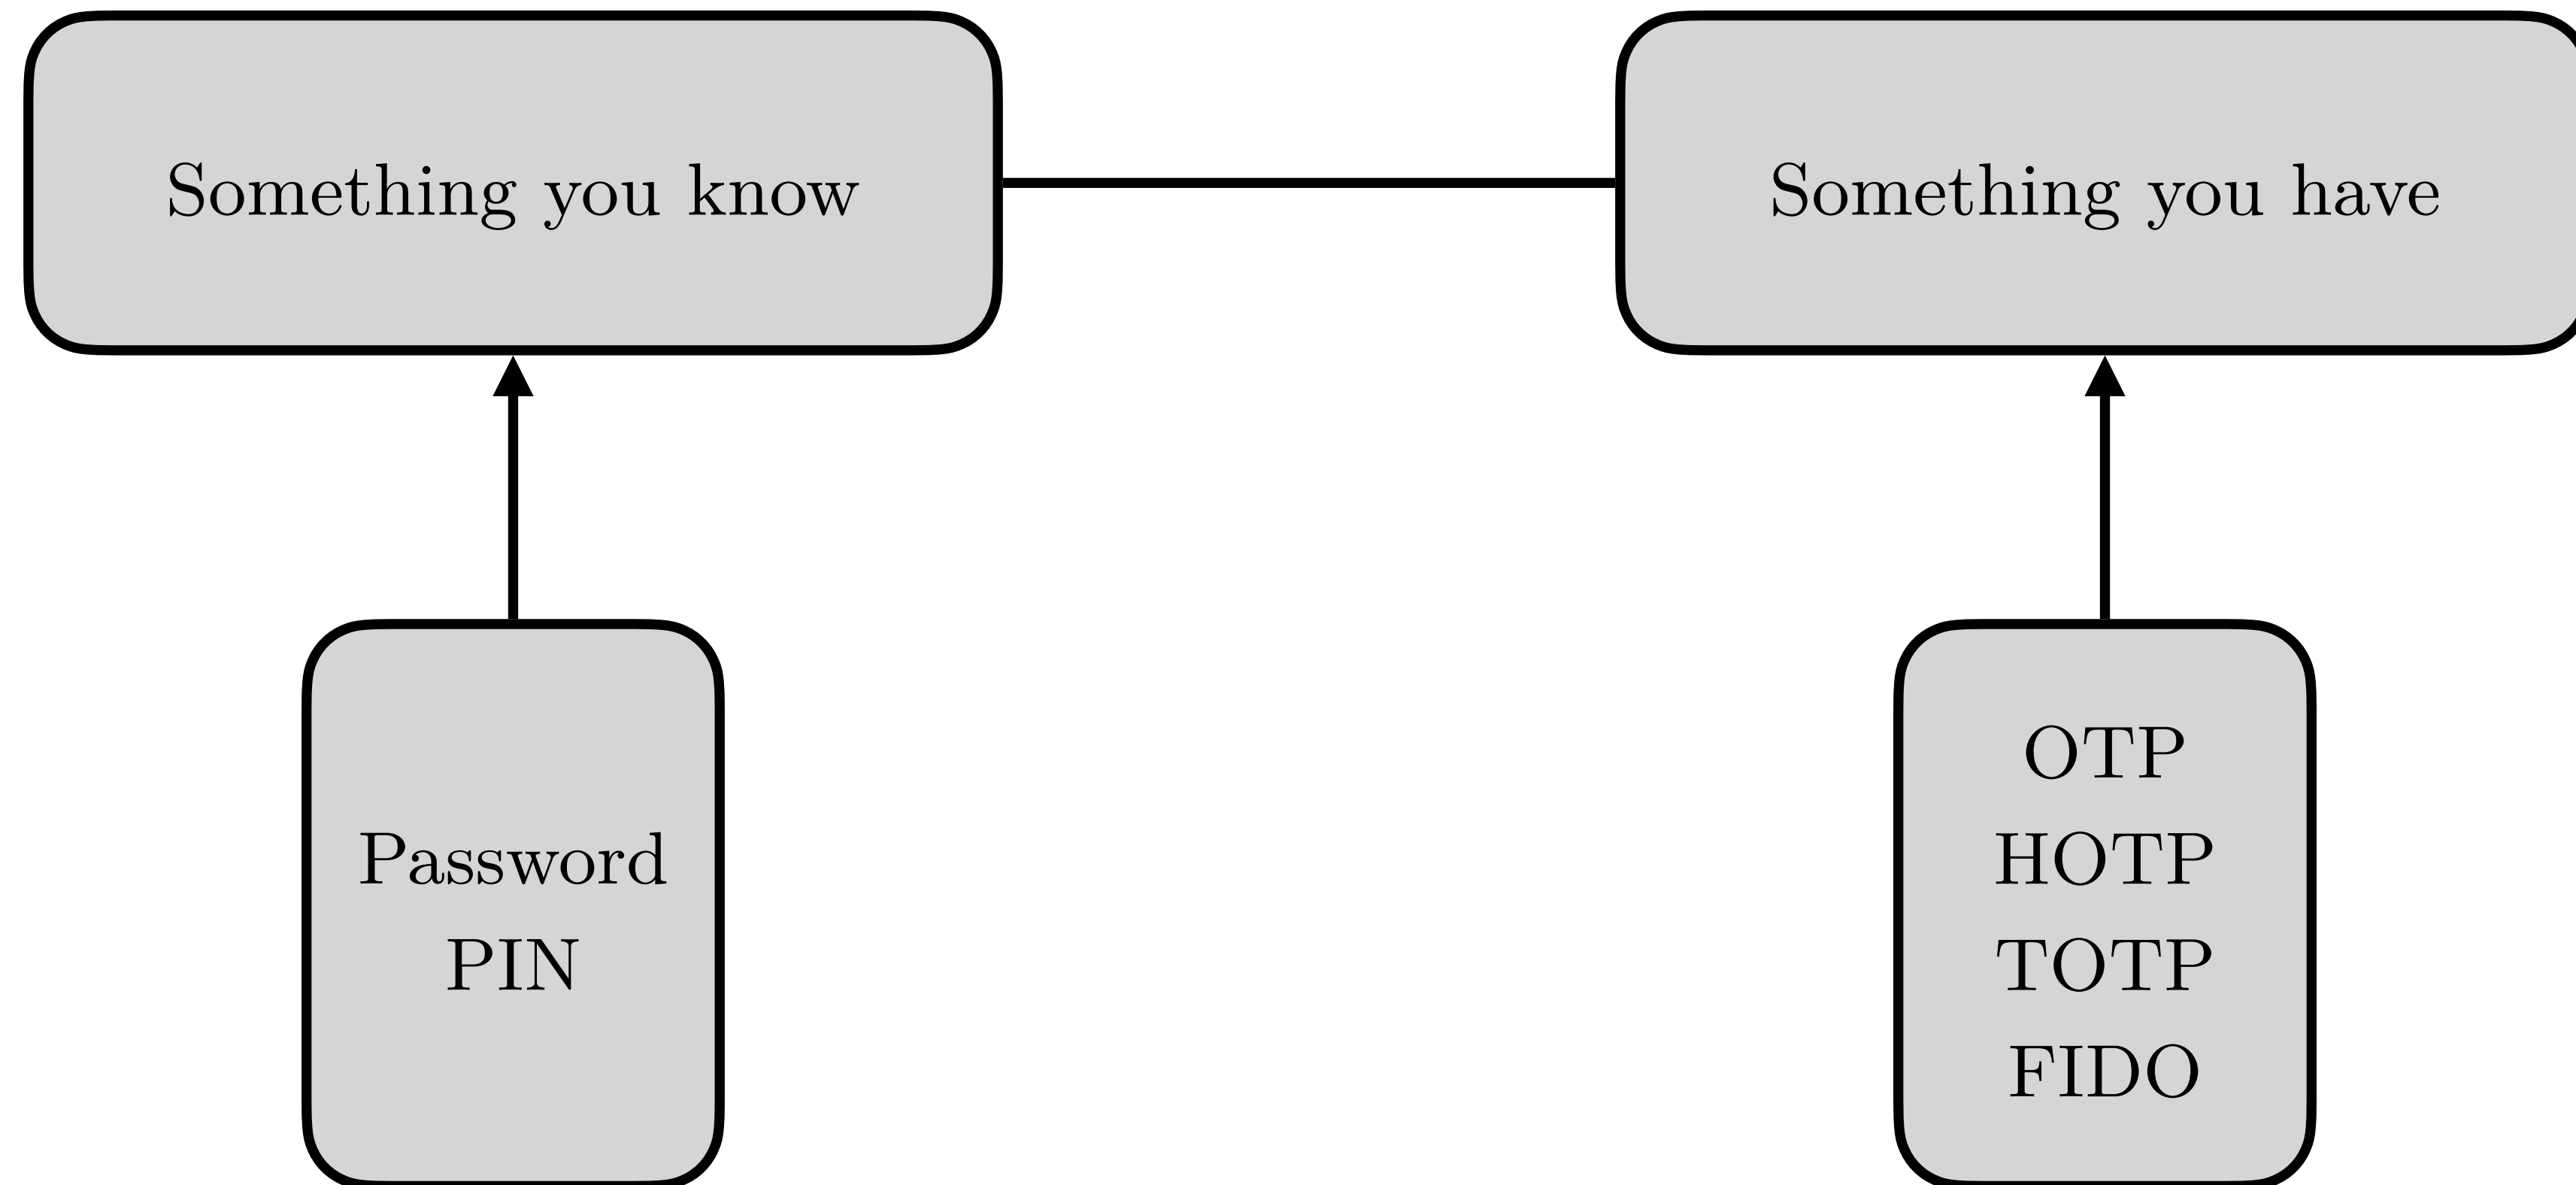 Something you know
Something you have
Password
PIN
OTP
HOTP
TOTP
FIDO